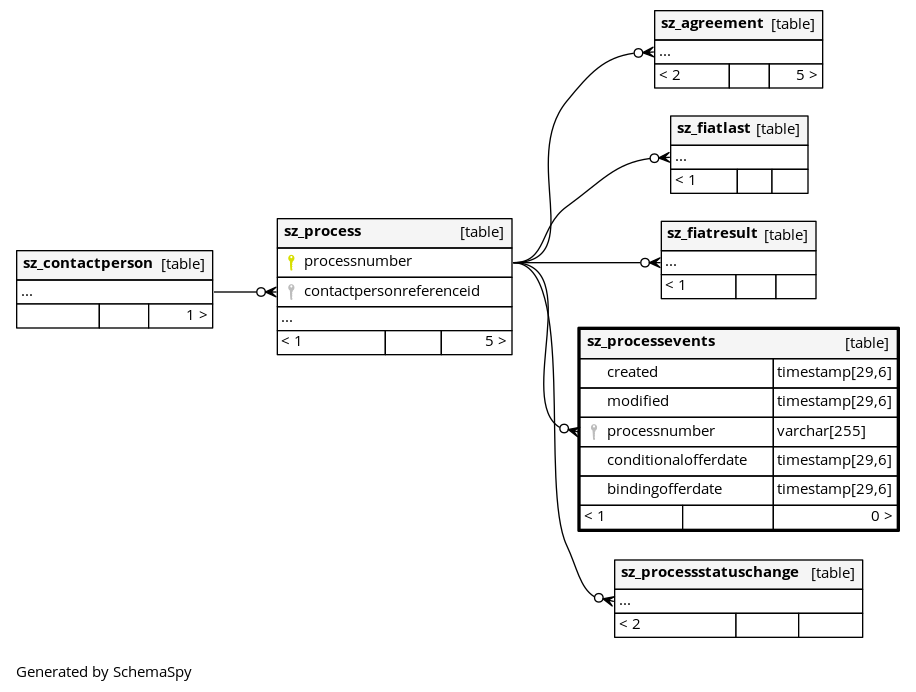 sz_agreement [table]
...
< 2 5 >
sz_fiatlast [table]
...
< 1
sz_process [table]
processnumber
contactpersonreferenceid
...
< 1 5 >
sz_contactperson [table]
...
1 >
sz_fiatresult [table]
...
< 1
sz_processevents [table]
created timestamp[29,6]
modified timestamp[29,6]
processnumber varchar[255]
conditionalofferdate timestamp[29,6]
bindingofferdate timestamp[29,6]
< 1 0 >
sz_processstatuschange [table]
...
< 2
Generated by SchemaSpy